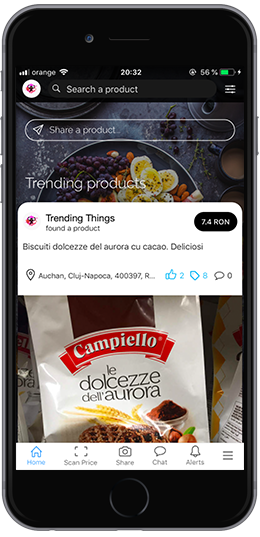 orange 20:32 56 %
Search a product
Share a product...
Trending products
Trending Things
found a product
7,4 RON
Biscuiti dolcezze del aurora cu cacao. Deliciosi
Auchan, Cluj-Napoca, 400397, R... 2 8 0
Campiello
le
dolcezze
dell'aurora
Home Scan Price Share Chat Alerts